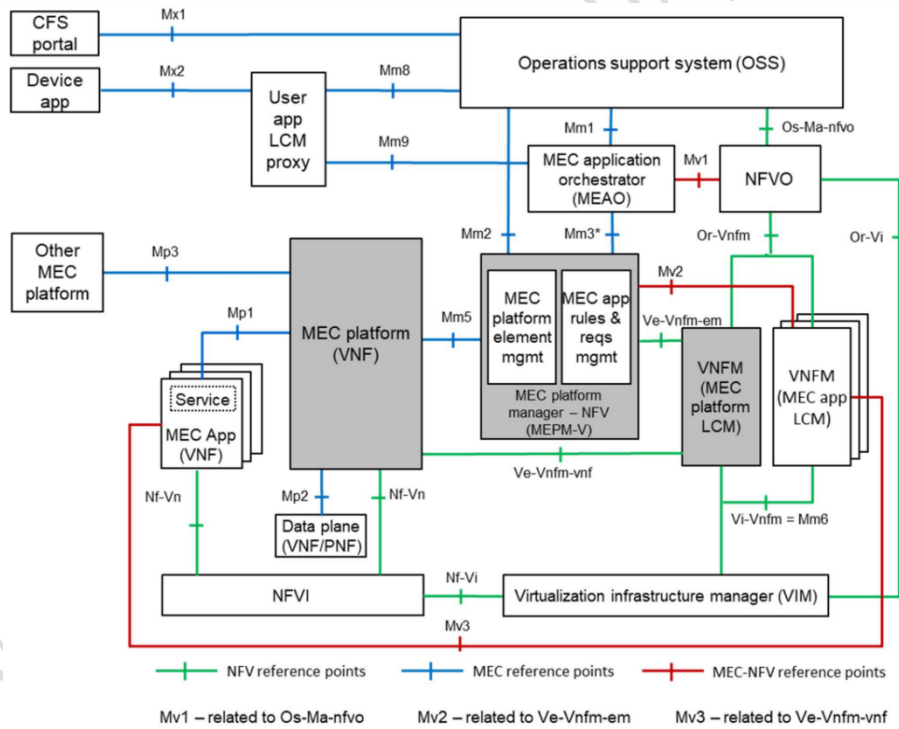 CFS
portal
Mx1
Operations support system (OSS)
Device
app
Mx2
User
app
LCM
proxy
Mm8
Mm9
Mm1
Os-Ma-nfvo
MEC application
orchestrator
(MEAO)
Mv1
NFVO
Mm2
Mm3*
Or-Vnfm
Or-Vi
Other
MEC
platform
Mp3
Mp1
MEC platform
(VNF)
Mm5
MEC
platform
element
mgmt
MEC app
rules &
reqs
mgmt
MEC platform
manager – NFV
(MEPM-V)
Mv2
Ve-Vnfm-em
VNFM
(MEC
platform
LCM)
VNFM
(MEC app
LCM)
Service
MEC App
(VNF)
Ve-Vnfm-vnf
Nf-Vn
Mp2
Nf-Vn
Data plane
(VNF/PNF)
Vi-Vnfm = Mm6
NFVI
Nf-Vi
Virtualization infrastructure manager (VIM)
Mv3
NFV reference points
MEC reference points
MEC-NFV reference points
Mv1 – related to Os-Ma-nfvo
Mv2 – related to Ve-Vnfm-em
Mv3 – related to Ve-Vnfm-vnf